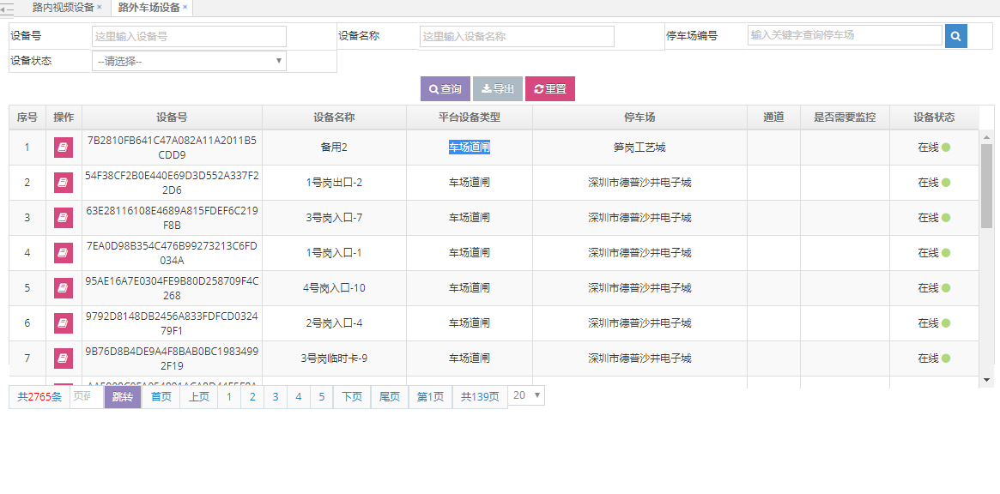 路内视频设备 × 路外车场设备 ×
设备号 这里输入设备号 设备名称 这里输入设备名称 停车场编号 输入关键字查询停车场
设备状态 --请选择--
查询 导出 重置
序号 操作 设备号 设备名称 平台设备类型 停车场 通道 是否需要监控 设备状态
1 7B2810FB641C47A082A11A2011B5 备用2 车场道闸 笋岗工艺城 在线
CDD9
2 54F38CF2B0E440E69D3D552A337F2 1号岗出口-2 车场道闸 深圳市德普沙井电子城 在线
2D6
3 63E28116108E4689A815FDEF6C219 3号岗入口-7 车场道闸 深圳市德普沙井电子城 在线
F8B
4 7EA0D98B354C476B99273213C6FD 1号岗入口-1 车场道闸 深圳市德普沙井电子城 在线
034A
5 95AE16A7E0304FE9B80D258709F4C 4号岗入口-10 车场道闸 深圳市德普沙井电子城 在线
268
6 9792D8148DB2456A833FDFCD0324 2号岗入口-4 车场道闸 深圳市德普沙井电子城 在线
79F1
7 9B76D8B4DE9A4F8BAB0BC1983499 3号岗临时卡-9 车场道闸 深圳市德普沙井电子城 在线
2F19
共2765条 页码 跳转 首页 上页 1 2 3 4 5 下页 尾页 第1页 共139页 20